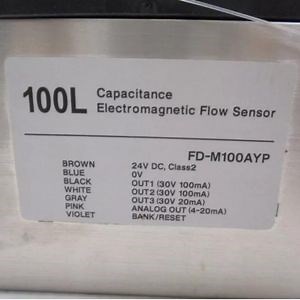 100L Capacitance
Electromagnetic Flow Sensor
FD-M100AYP
BROWN 24V DC, Class2
BLUE 0V
BLACK OUT1 (30V 100mA)
WHITE OUT2 (30V 100mA)
GRAY OUT3 (30V 20mA)
PINK ANALOG OUT (4-20mA)
VIOLET BANK/RESET